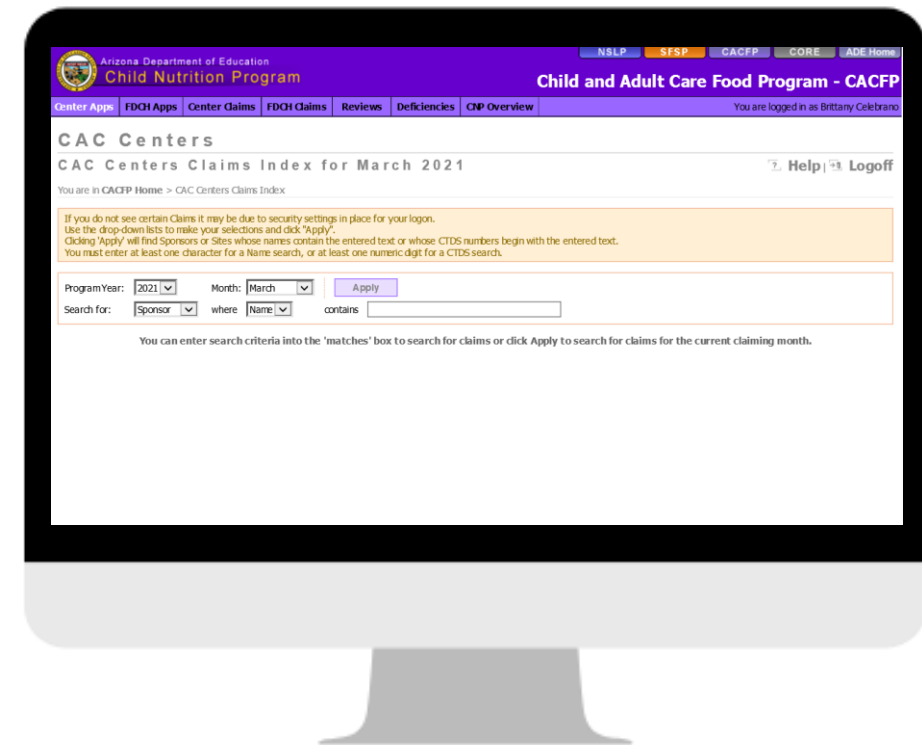 NSLP SFSP CACFP CORE ADE Home
Arizona Department of Education
Child Nutrition Program
Child and Adult Care Food Program - CACFP
Center Apps FDCH Apps Center Claims FDCH Claims Reviews Deficiencies CNP Overview You are logged in as Brittany Celebrano
CAC Centers
CAC Centers Claims Index for March 2021
? Help | Logoff
You are in CACFP Home > CAC Centers Claims Index
If you do not see certain Claims it may be due to security settings in place for your logon.
Use the drop-down lists to make your selections and click "Apply".
Clicking 'Apply' will find Sponsors or Sites whose names contain the entered text or whose CTDS numbers begin with the entered text.
You must enter at least one character for a Name search, or at least one numeric digit for a CTDS search.
Program Year: 2021 Month: March Apply
Search for: Sponsor where Name contains
You can enter search criteria into the 'matches' box to search for claims or click Apply to search for claims for the current claiming month.